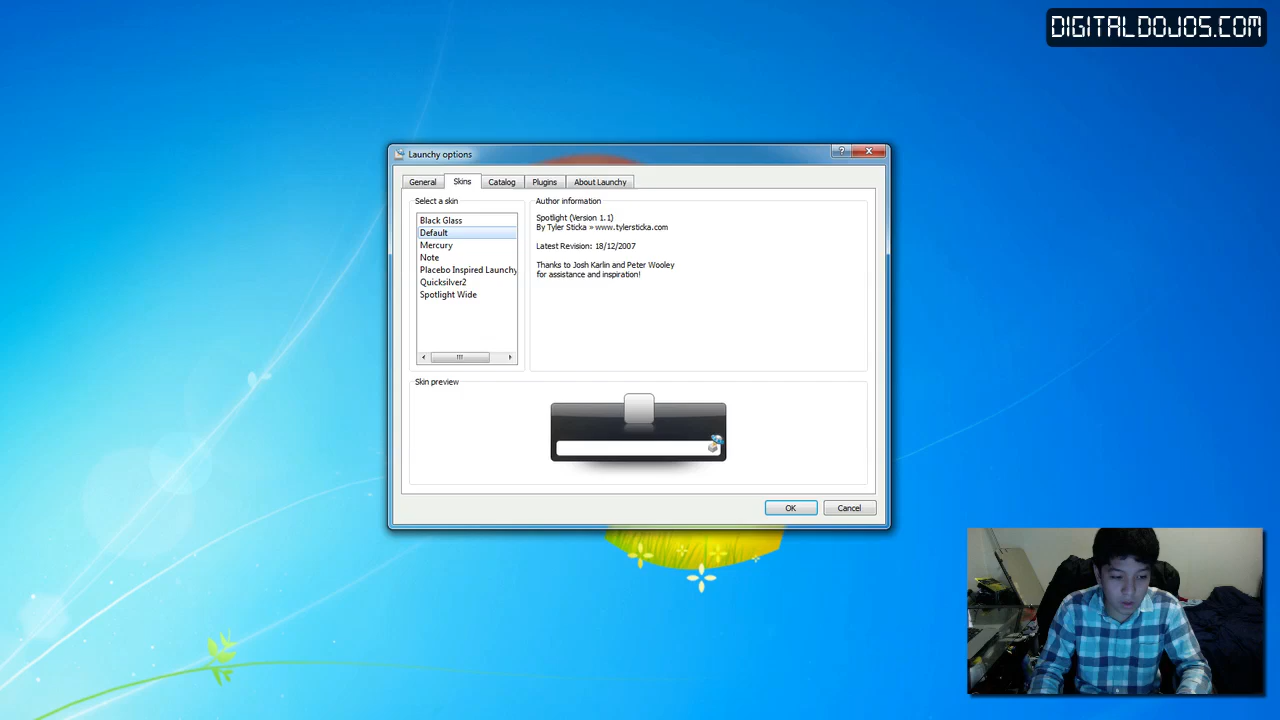 DIGITALDOJOS.COM
Launchy options
General
Skins
Catalog
Plugins
About Launchy
Select a skin
Black Glass
Default
Mercury
Note
Placebo Inspired Launchy
Quicksilver2
Spotlight Wide
Author information
Spotlight (Version 1.1)
By Tyler Sticka » www.tylersticka.com
Latest Revision: 18/12/2007
Thanks to Josh Karlin and Peter Wooley
for assistance and inspiration!
Skin preview
OK
Cancel